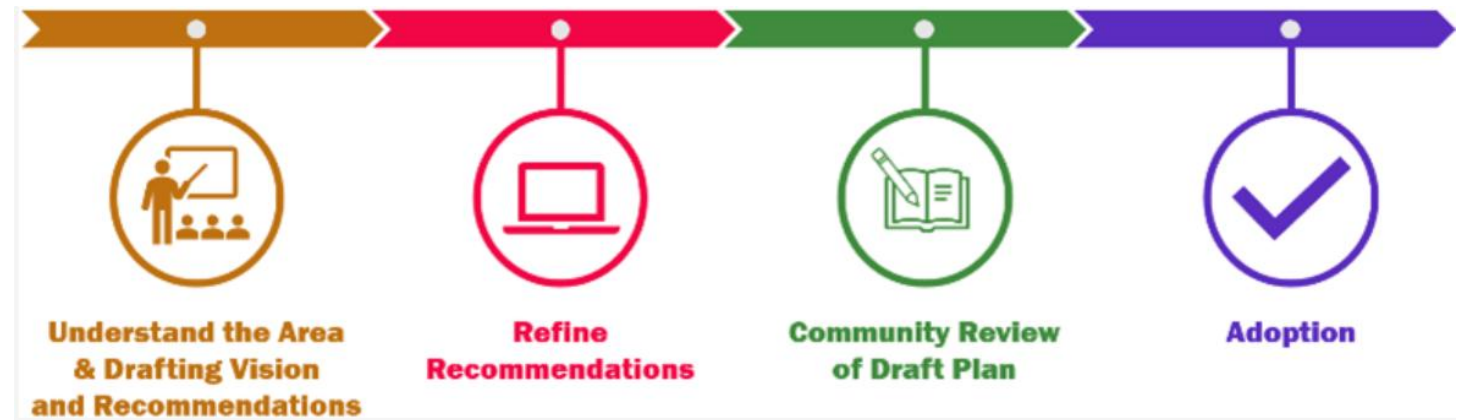 Understand the Area
& Drafting Vision
and Recommendations
Refine
Recommendations
Community Review
of Draft Plan
Adoption